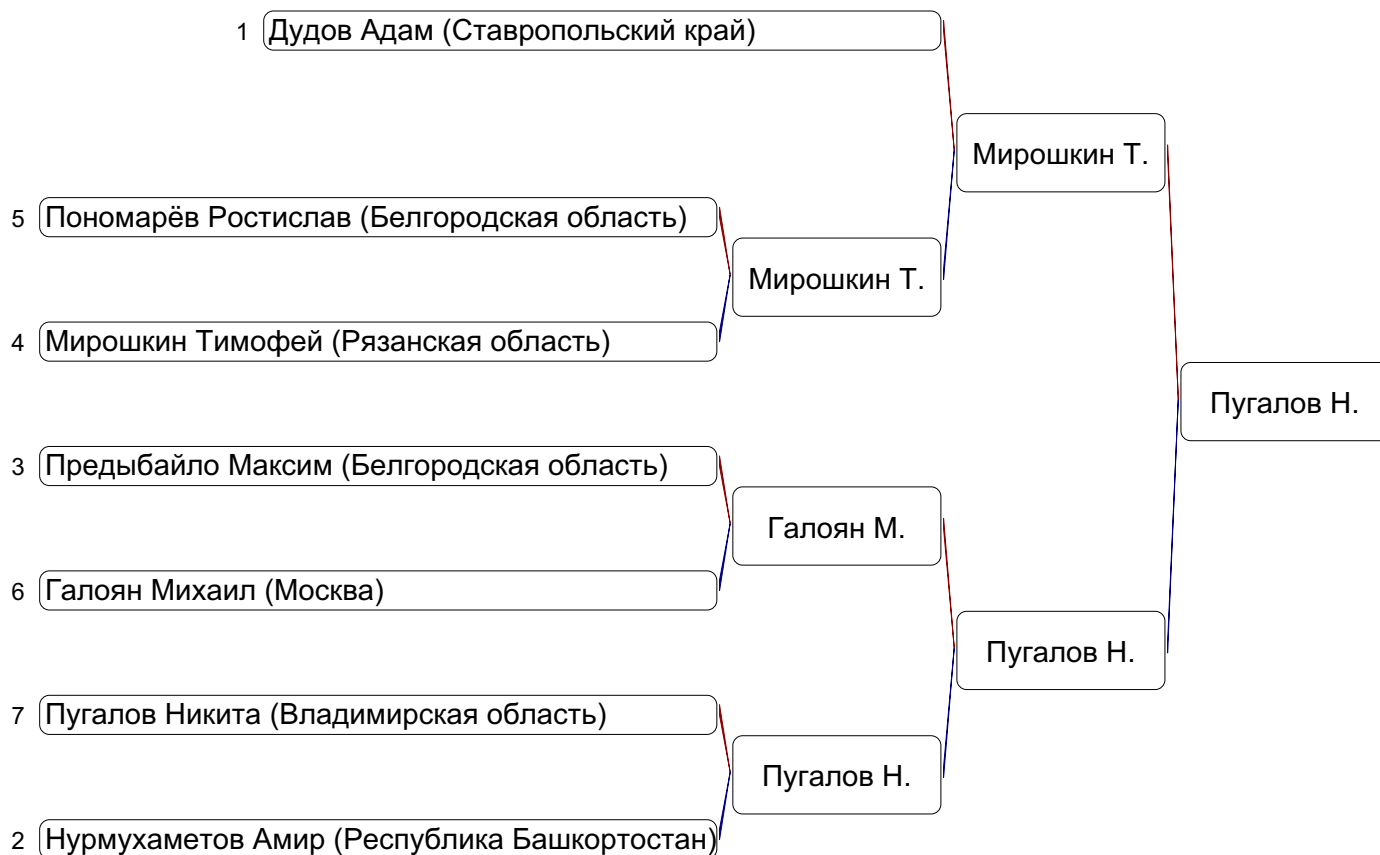 1 Дудов Адам (Ставропольский край)
Мирошкин Т.
5 Пономарёв Ростислав (Белгородская область)
Мирошкин Т.
4 Мирошкин Тимофей (Рязанская область)
Пугалов Н.
3 Предыбайло Максим (Белгородская область)
Галоян М.
6 Галоян Михаил (Москва)
Пугалов Н.
7 Пугалов Никита (Владимирская область)
Пугалов Н.
2 Нурмухаметов Амир (Республика Башкортостан)